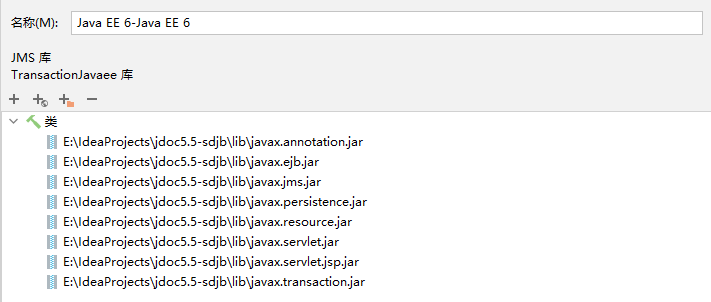 名称(M): Java EE 6-Java EE 6
JMS 库
TransactionJavaee 库
类
E:\IdeaProjects\jdoc5.5-sdjb\lib\javax.annotation.jar
E:\IdeaProjects\jdoc5.5-sdjb\lib\javax.ejb.jar
E:\IdeaProjects\jdoc5.5-sdjb\lib\javax.jms.jar
E:\IdeaProjects\jdoc5.5-sdjb\lib\javax.persistence.jar
E:\IdeaProjects\jdoc5.5-sdjb\lib\javax.resource.jar
E:\IdeaProjects\jdoc5.5-sdjb\lib\javax.servlet.jar
E:\IdeaProjects\jdoc5.5-sdjb\lib\javax.servlet.jsp.jar
E:\IdeaProjects\jdoc5.5-sdjb\lib\javax.transaction.jar